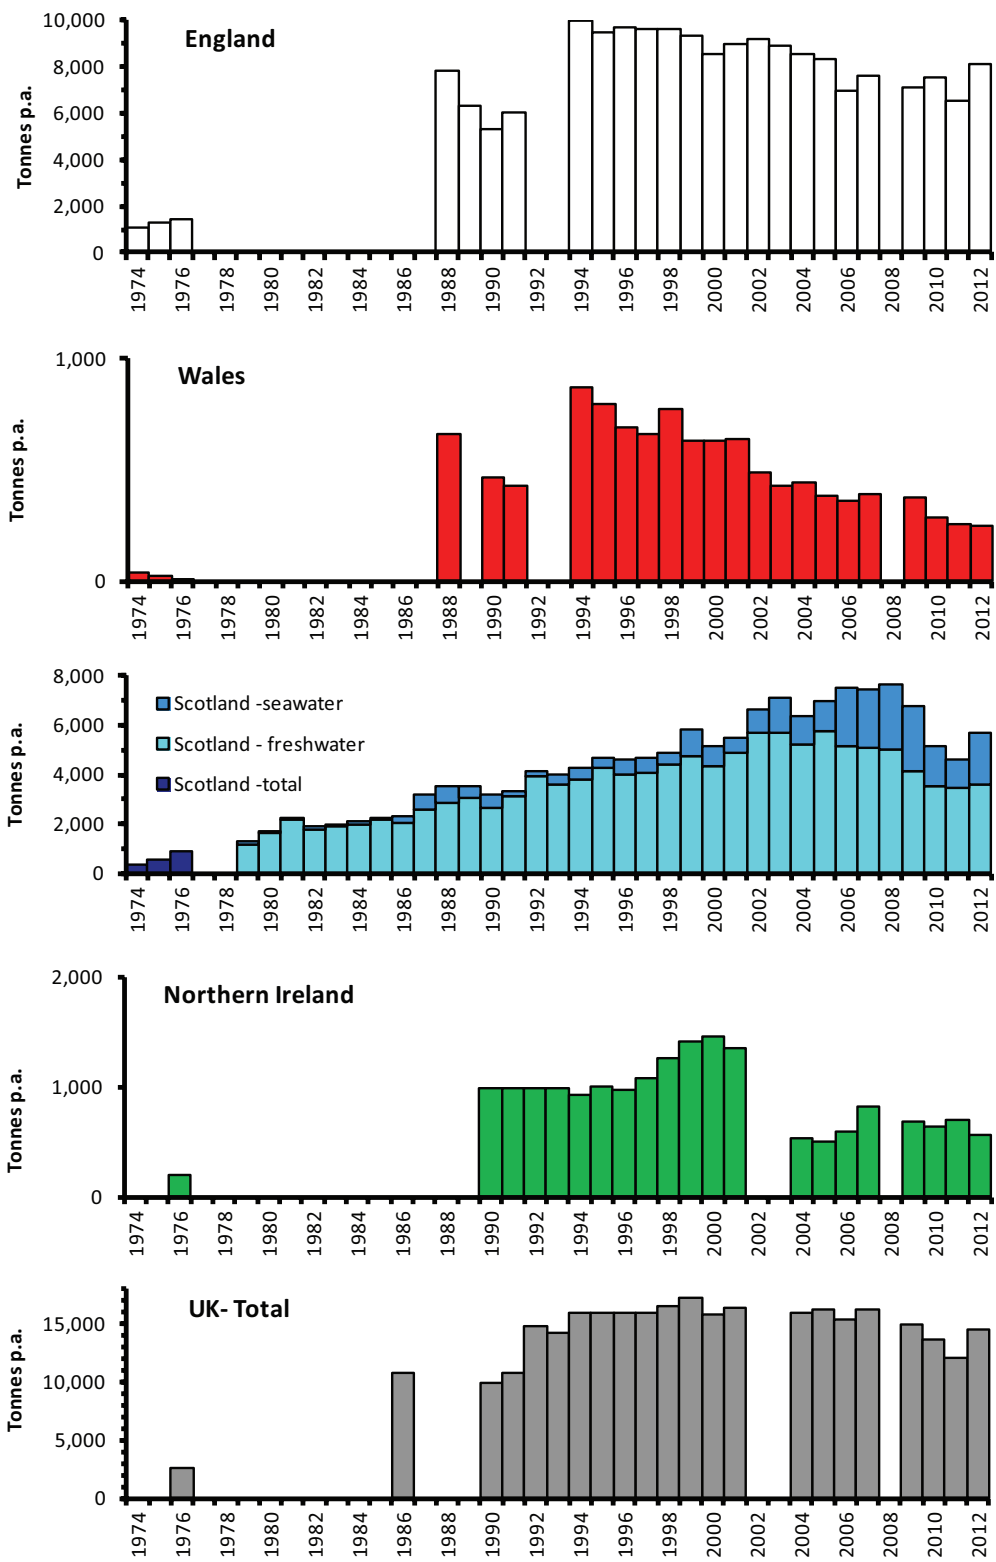 England
Tonnes p.a.
10,000
8,000
6,000
4,000
2,000
0
1974 1976 1978 1980 1982 1984 1986 1988 1990 1992 1994 1996 1998 2000 2002 2004 2006 2008 2010 2012
Wales
Tonnes p.a.
1,000
0
1974 1976 1978 1980 1982 1984 1986 1988 1990 1992 1994 1996 1998 2000 2002 2004 2006 2008 2010 2012
Tonnes p.a.
8,000
6,000
4,000
2,000
0
Scotland -seawater
Scotland - freshwater
Scotland -total
1974 1976 1978 1980 1982 1984 1986 1988 1990 1992 1994 1996 1998 2000 2002 2004 2006 2008 2010 2012
Northern Ireland
Tonnes p.a.
2,000
1,000
0
1974 1976 1978 1980 1982 1984 1986 1988 1990 1992 1994 1996 1998 2000 2002 2004 2006 2008 2010 2012
UK- Total
Tonnes p.a.
15,000
10,000
5,000
0
1974 1976 1978 1980 1982 1984 1986 1988 1990 1992 1994 1996 1998 2000 2002 2004 2006 2008 2010 2012